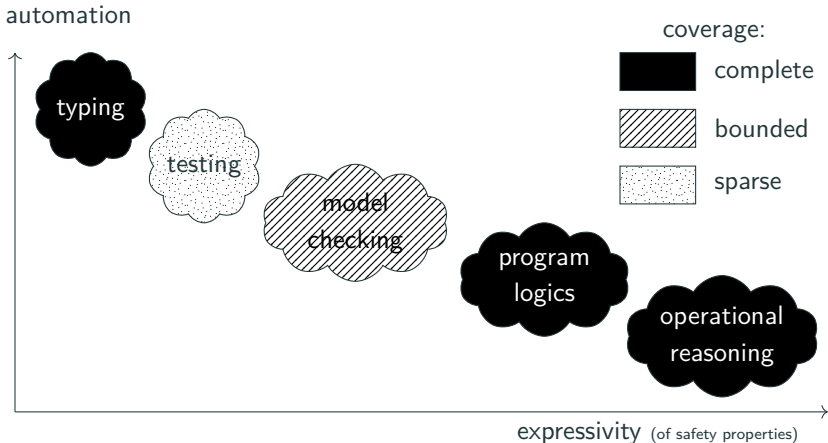 automation
coverage:
complete
typing
bounded
testing
sparse
model
checking
program
logics
operational
reasoning
expressivity (of safety properties)